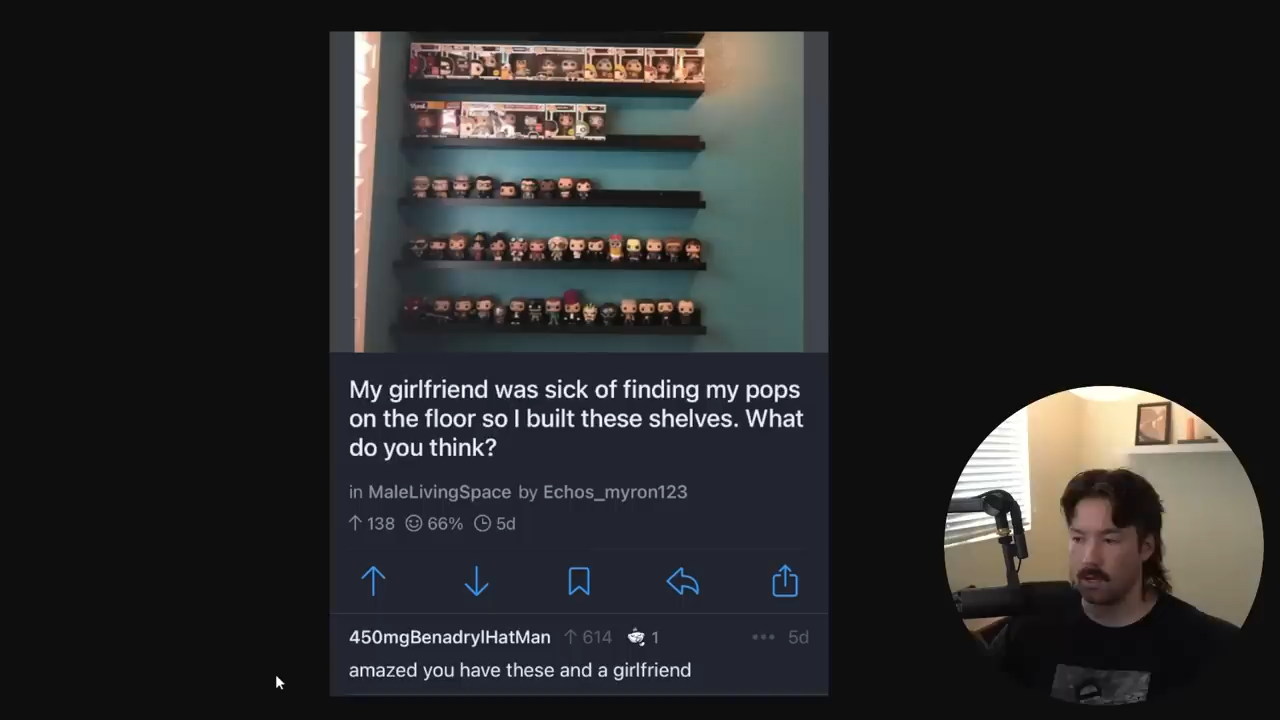 My girlfriend was sick of finding my pops
on the floor so I built these shelves. What
do you think?
in MaleLivingSpace by Echos_myron123
138 66% 5d
450mgBenadrylHatMan 614 1 ••• 5d
amazed you have these and a girlfriend